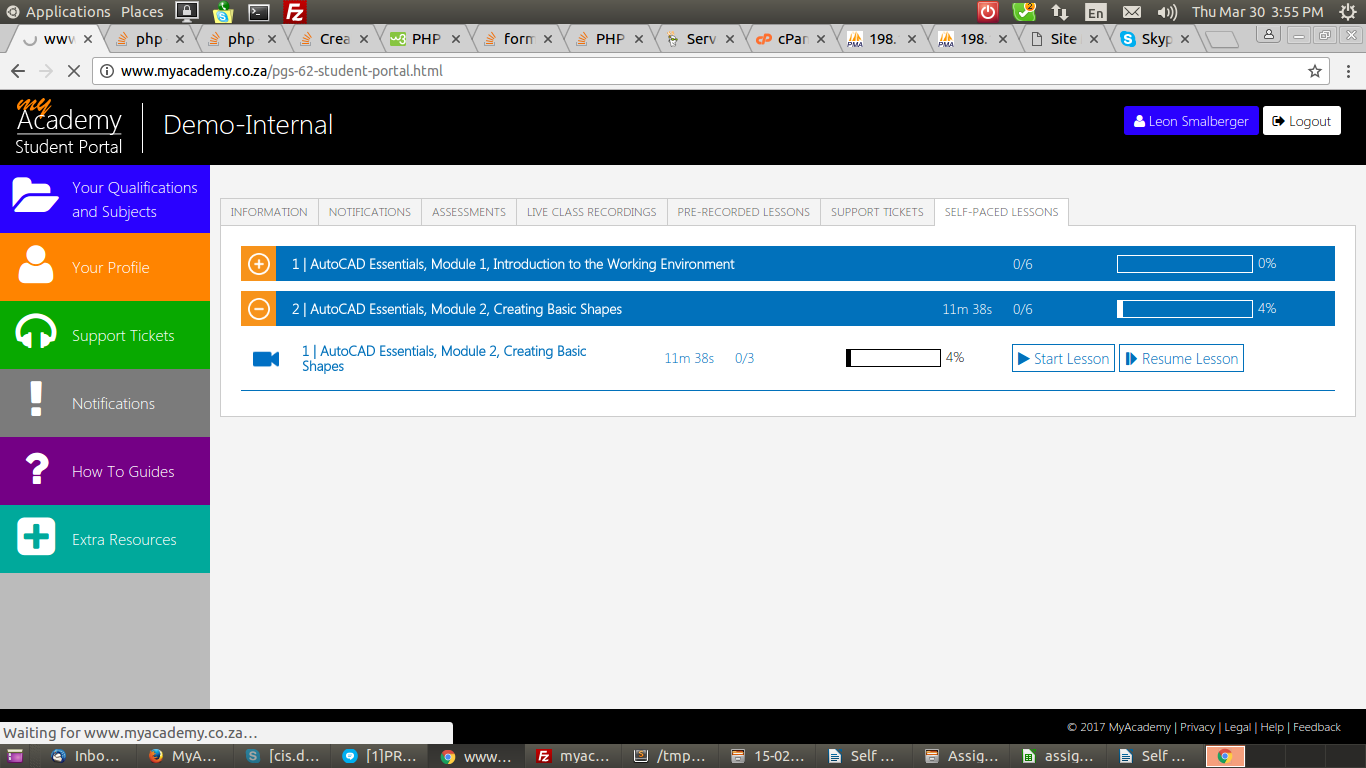 Applications Places
2
En
Thu Mar 30 3:55 PM
www
php
php
Crea
PHP
form
PHP
Serv
cPan
198.
198.
Site
Skyp
www.myacademy.co.za/pgs-62-student-portal.html
my
Academy
Student Portal
Demo-Internal
Leon Smalberger
Logout
Your Qualifications
and Subjects
Your Profile
Support Tickets
Notifications
How To Guides
Extra Resources
INFORMATION
NOTIFICATIONS
ASSESSMENTS
LIVE CLASS RECORDINGS
PRE-RECORDED LESSONS
SUPPORT TICKETS
SELF-PACED LESSONS
1 | AutoCAD Essentials, Module 1, Introduction to the Working Environment 0/6 0%
2 | AutoCAD Essentials, Module 2, Creating Basic Shapes 11m 38s 0/6 4%
1 | AutoCAD Essentials, Module 2, Creating Basic
Shapes
11m 38s 0/3 4% Start Lesson Resume Lesson
© 2017 MyAcademy | Privacy | Legal | Help | Feedback
Waiting for www.myacademy.co.za...
Inbo...
MyA...
[cis.d...
[1]PR...
www...
myac...
/tmp...
15-02...
Self ...
Assig...
assig...
Self ...